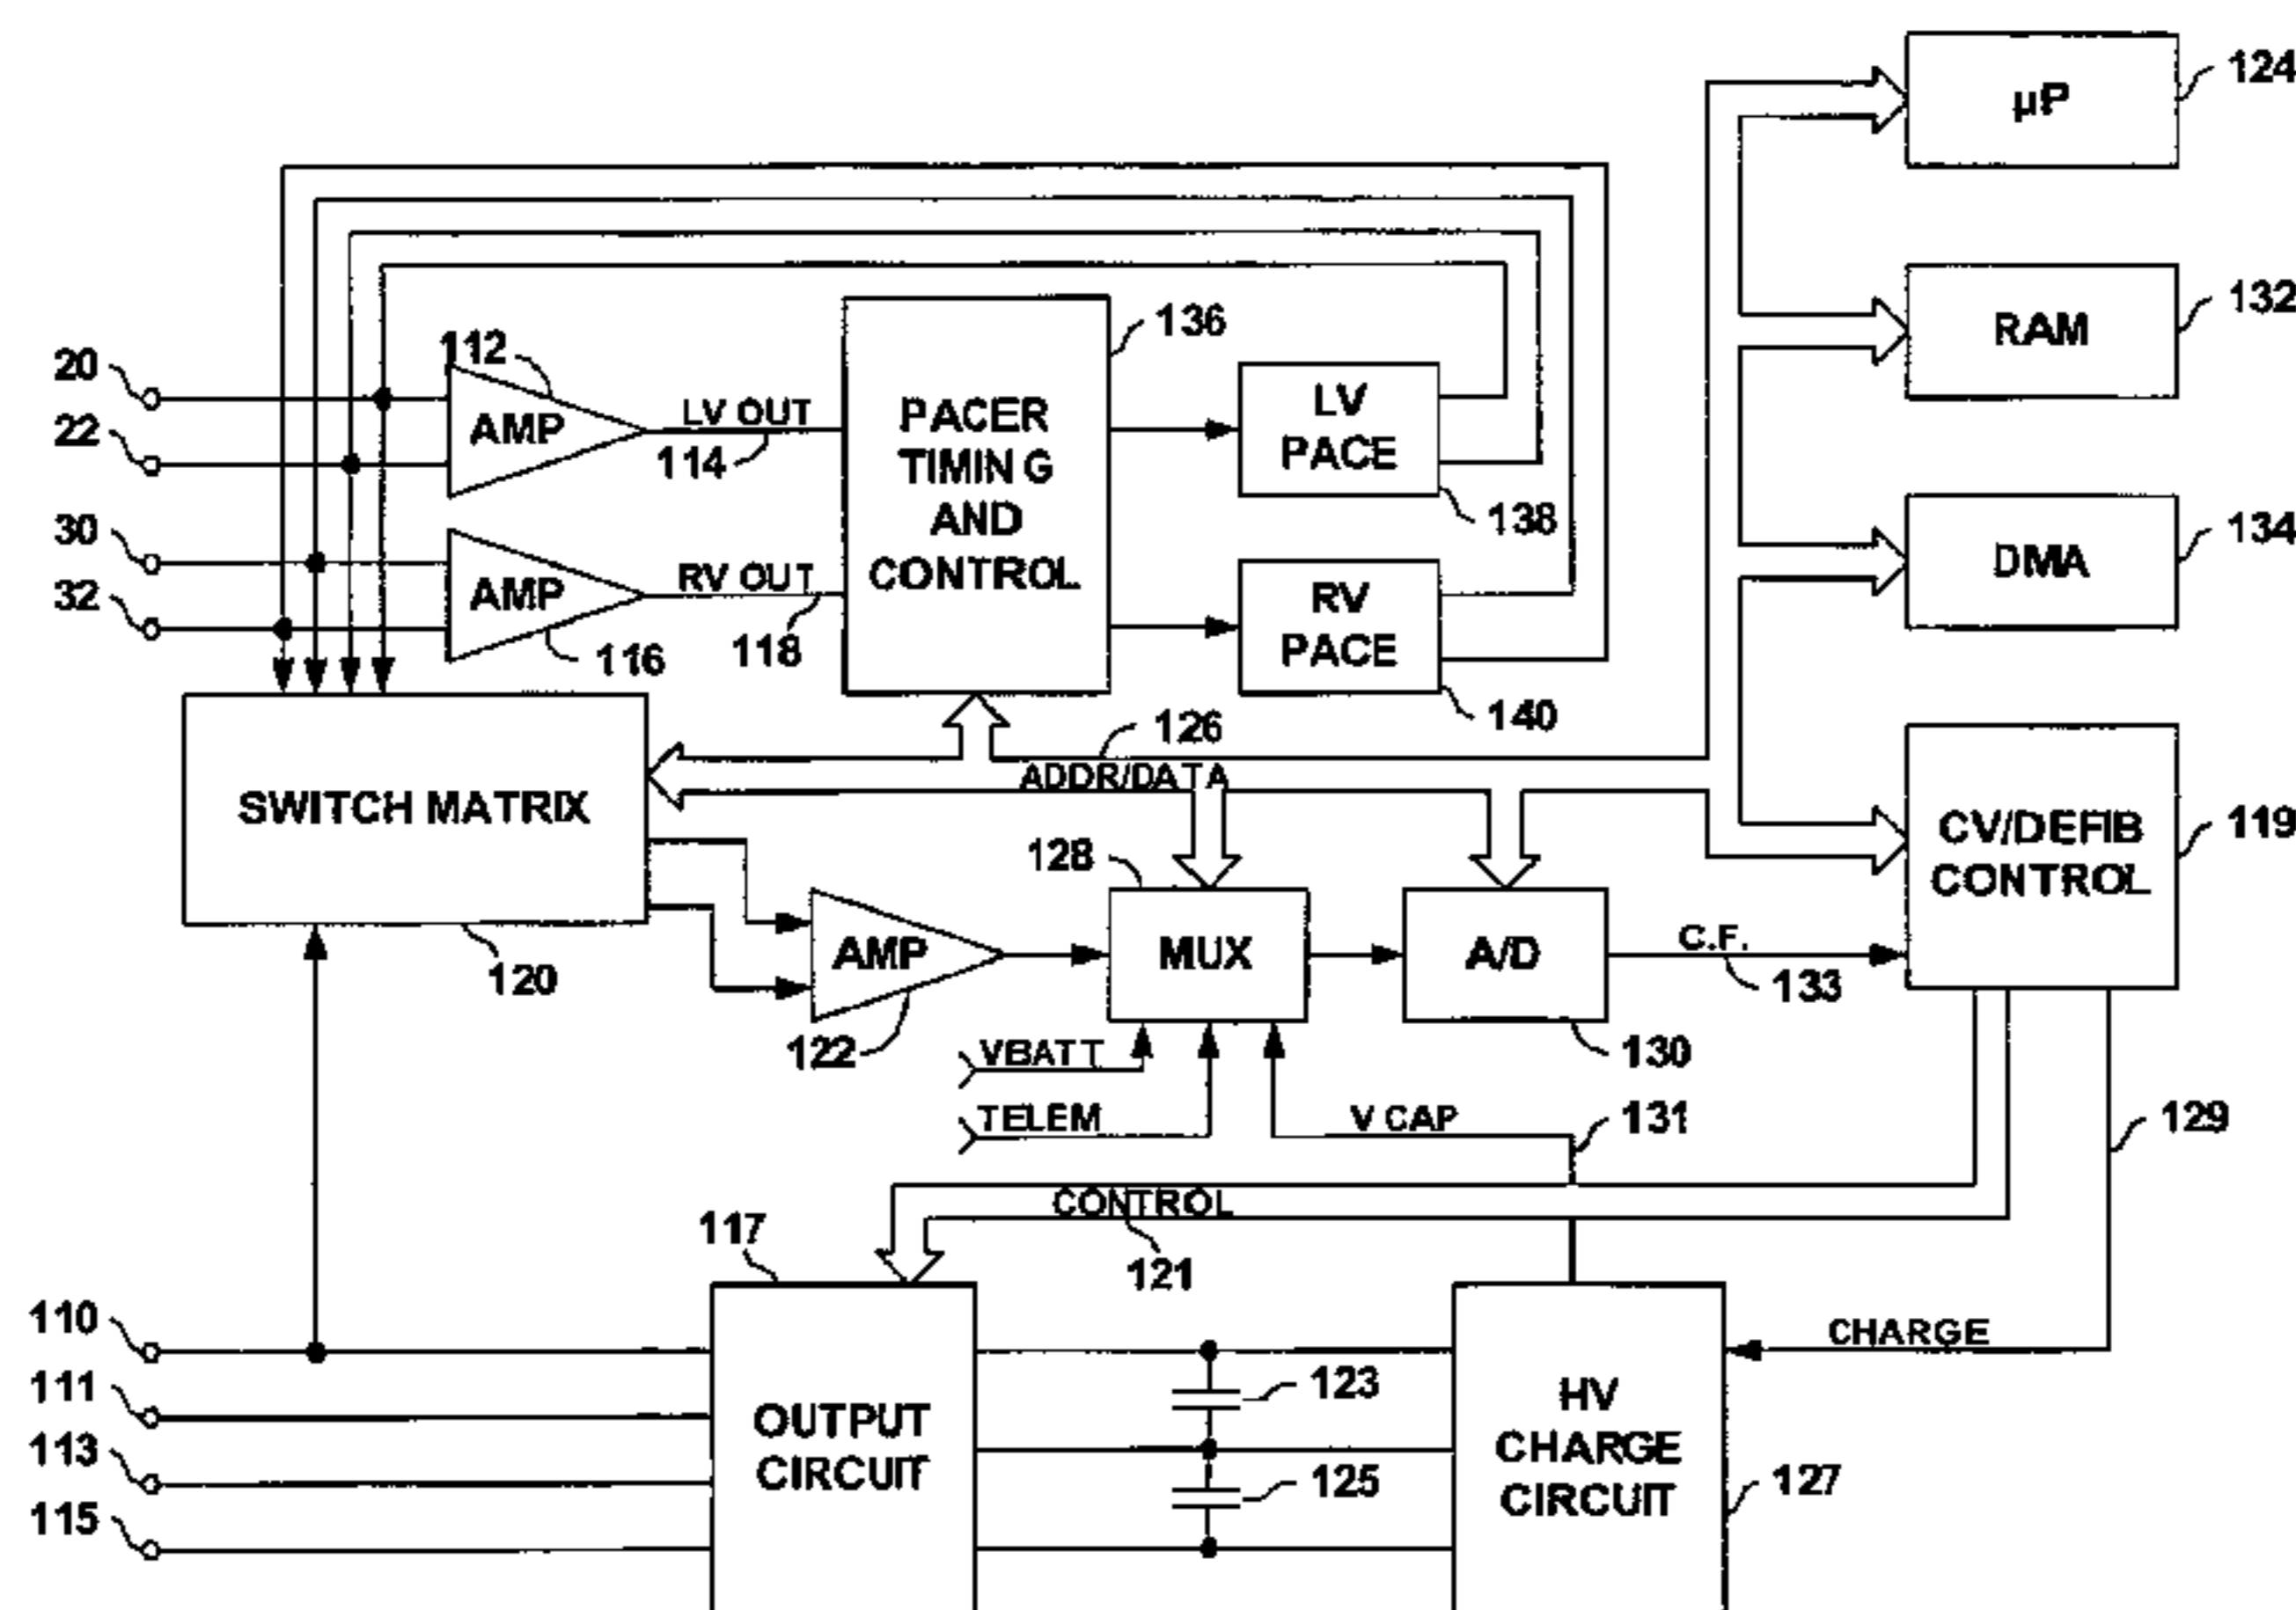 µP
124
RAM
132
DMA
134
CV/DEFIB
CONTROL
119
20
22
30
32
112
AMP
LV OUT
114
AMP
116
RV OUT
118
PACER
TIMING
AND
CONTROL
136
LV
PACE
138
RV
PACE
140
126
ADDR/DATA
SWITCH MATRIX
120
AMP
122
128
MUX
A/D
130
C.F.
133
VBATT
TELEM
V CAP
131
129
CONTROL
121
117
110
111
113
115
OUTPUT
CIRCUIT
123
125
HV
CHARGE
CIRCUIT
127
CHARGE